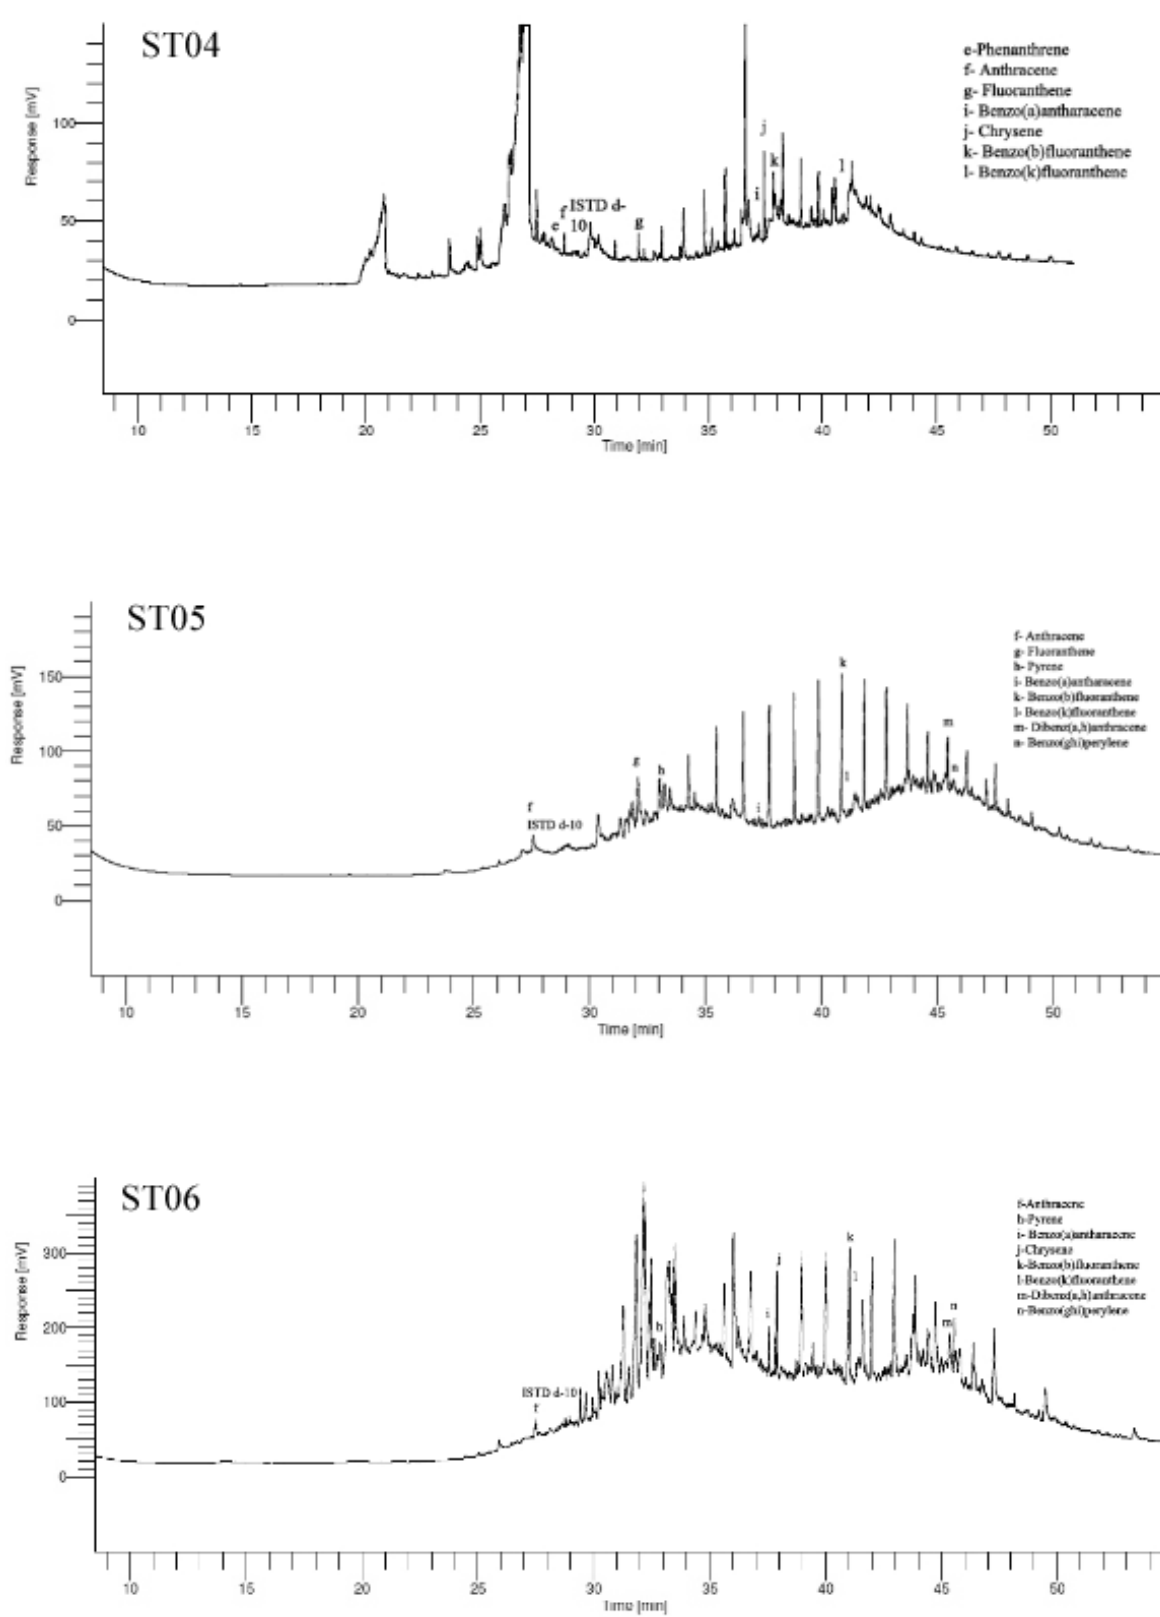 ST04
e-Phenanthrene
f- Anthracene
g- Fluoranthene
i- Benzo(a)antharacene
j- Chrysene
k- Benzo(b)fluoranthene
l- Benzo(k)fluoranthene
Response [mV]
100
50
0
e
f
ISTD d-
10
g
i
j
k
l
10 15 20 25 30 35 40 45 50
Time [min]
ST05
f- Anthracene
g- Fluoranthene
h- Pyrene
i- Benzo(a)antharacene
k- Benzo(b)fluoranthene
l- Benzo(k)fluoranthene
m- Dibenz(a,h)anthracene
n- Benzo(ghi)perylene
Response [mV]
150
100
50
0
f
ISTD d-10
g
h
i
k
l
m
n
10 15 20 25 30 35 40 45 50
Time [min]
ST06
f-Anthracene
h-Pyrene
i- Benzo(a)antharacene
j-Chrysene
k-Benzo(b)fluoranthene
l-Benzo(k)fluoranthene
m-Dibenz(a,h)anthracene
n-Benzo(ghi)perylene
Response [mV]
300
200
100
0
ISTD d-10
f
h
i
j
k
l
m
n
10 15 20 25 30 35 40 45 50
Time [min]